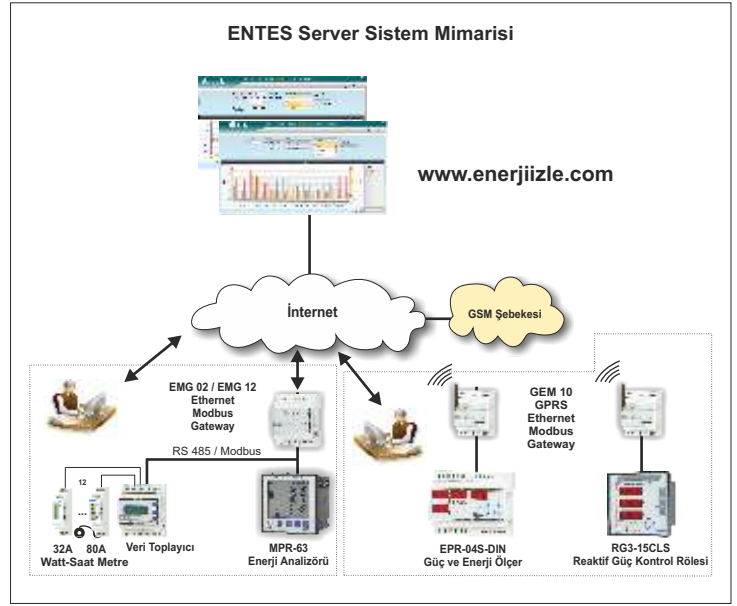 ENTES Server Sistem Mimarisi
www.enerjiizle.com
İnternet
GSM Şebekesi
EMG 02 / EMG 12
Ethernet
Modbus
Gateway
GEM 10
GPRS
Ethernet
Modbus
Gateway
RS 485 / Modbus
12
...
32A
80A
Watt-Saat Metre
Veri Toplayıcı
MPR-63
Enerji Analizörü
EPR-04S-DIN
Güç ve Enerji Ölçer
RG3-15CLS
Reaktif Güç Kontrol Rölesi